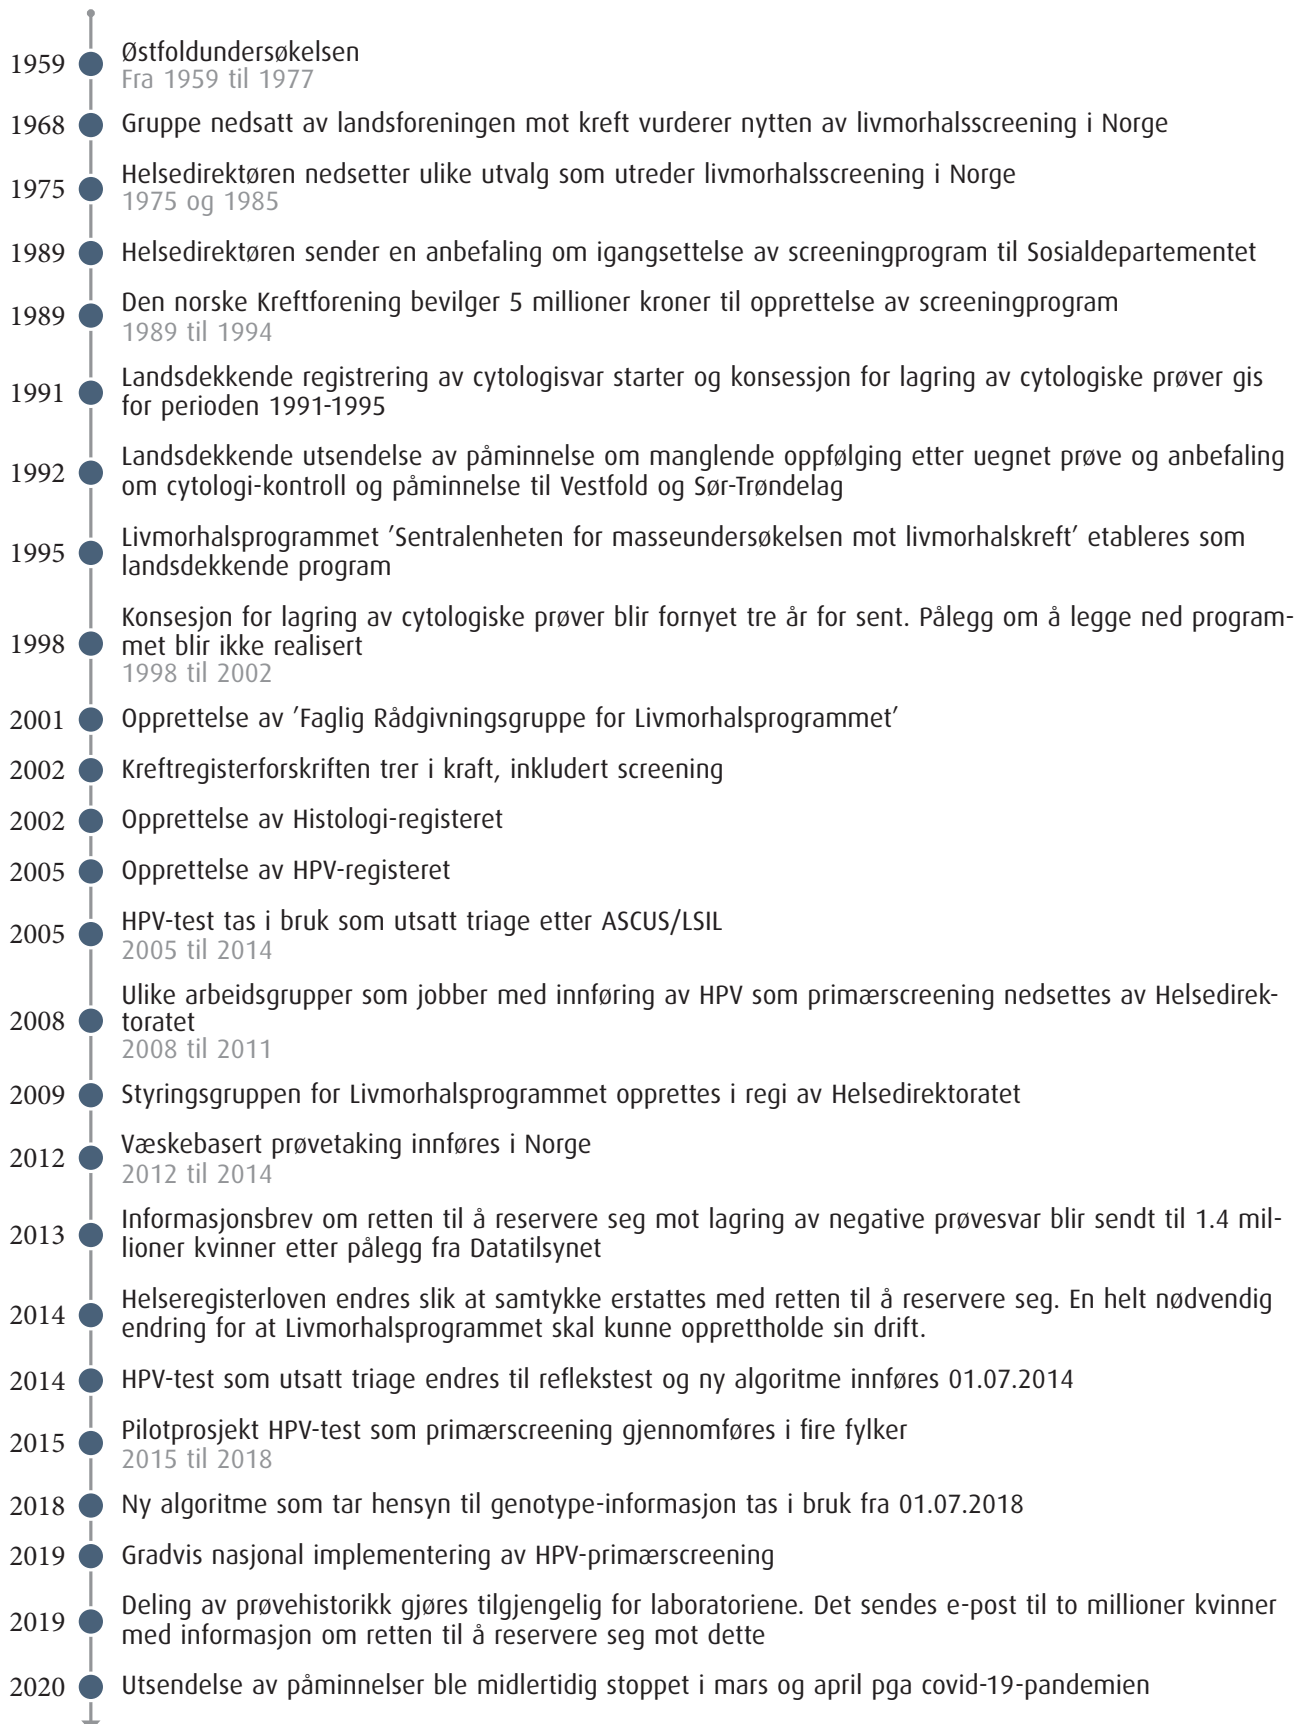 1959
Østfoldundersøkelsen
Fra 1959 til 1977
1968
Gruppe nedsatt av landsforeningen mot kreft vurderer nytten av livmorhalsscreening i Norge
1975
Helsedirektøren nedsetter ulike utvalg som utreder livmorhalsscreening i Norge
1975 og 1985
1989
Helsedirektøren sender en anbefaling om igangsettelse av screeningprogram til Sosialdepartementet
1989
Den norske Kreftforening bevilger 5 millioner kroner til opprettelse av screeningprogram
1989 til 1994
1991
Landsdekkende registrering av cytologisvar starter og konsessjon for lagring av cytologiske prøver gis
for perioden 1991-1995
1992
Landsdekkende utsendelse av påminnelse om manglende oppfølging etter uegnet prøve og anbefaling
om cytologi-kontroll og påminnelse til Vestfold og Sør-Trøndelag
1995
Livmorhalsprogrammet ’Sentralenheten for masseundersøkelsen mot livmorhalskreft’ etableres som
landsdekkende program
1998
Konsesjon for lagring av cytologiske prøver blir fornyet tre år for sent. Pålegg om å legge ned program-
met blir ikke realisert
1998 til 2002
2001
Opprettelse av ’Faglig Rådgivningsgruppe for Livmorhalsprogrammet’
2002
Kreftregisterforskriften trer i kraft, inkludert screening
2002
Opprettelse av Histologi-registeret
2005
Opprettelse av HPV-registeret
2005
HPV-test tas i bruk som utsatt triage etter ASCUS/LSIL
2005 til 2014
2008
Ulike arbeidsgrupper som jobber med innføring av HPV som primærscreening nedsettes av Helsedirek-
toratet
2008 til 2011
2009
Styringsgruppen for Livmorhalsprogrammet opprettes i regi av Helsedirektoratet
2012
Væskebasert prøvetaking innføres i Norge
2012 til 2014
2013
Informasjonsbrev om retten til å reservere seg mot lagring av negative prøvesvar blir sendt til 1.4 mil-
lioner kvinner etter pålegg fra Datatilsynet
2014
Helseregisterloven endres slik at samtykke erstattes med retten til å reservere seg. En helt nødvendig
endring for at Livmorhalsprogrammet skal kunne opprettholde sin drift.
2014
HPV-test som utsatt triage endres til reflekstest og ny algoritme innføres 01.07.2014
2015
Pilotprosjekt HPV-test som primærscreening gjennomføres i fire fylker
2015 til 2018
2018
Ny algoritme som tar hensyn til genotype-informasjon tas i bruk fra 01.07.2018
2019
Gradvis nasjonal implementering av HPV-primærscreening
2019
Deling av prøvehistorikk gjøres tilgjengelig for laboratoriene. Det sendes e-post til to millioner kvinner
med informasjon om retten til å reservere seg mot dette
2020
Utsendelse av påminnelser ble midlertidig stoppet i mars og april pga covid-19-pandemien